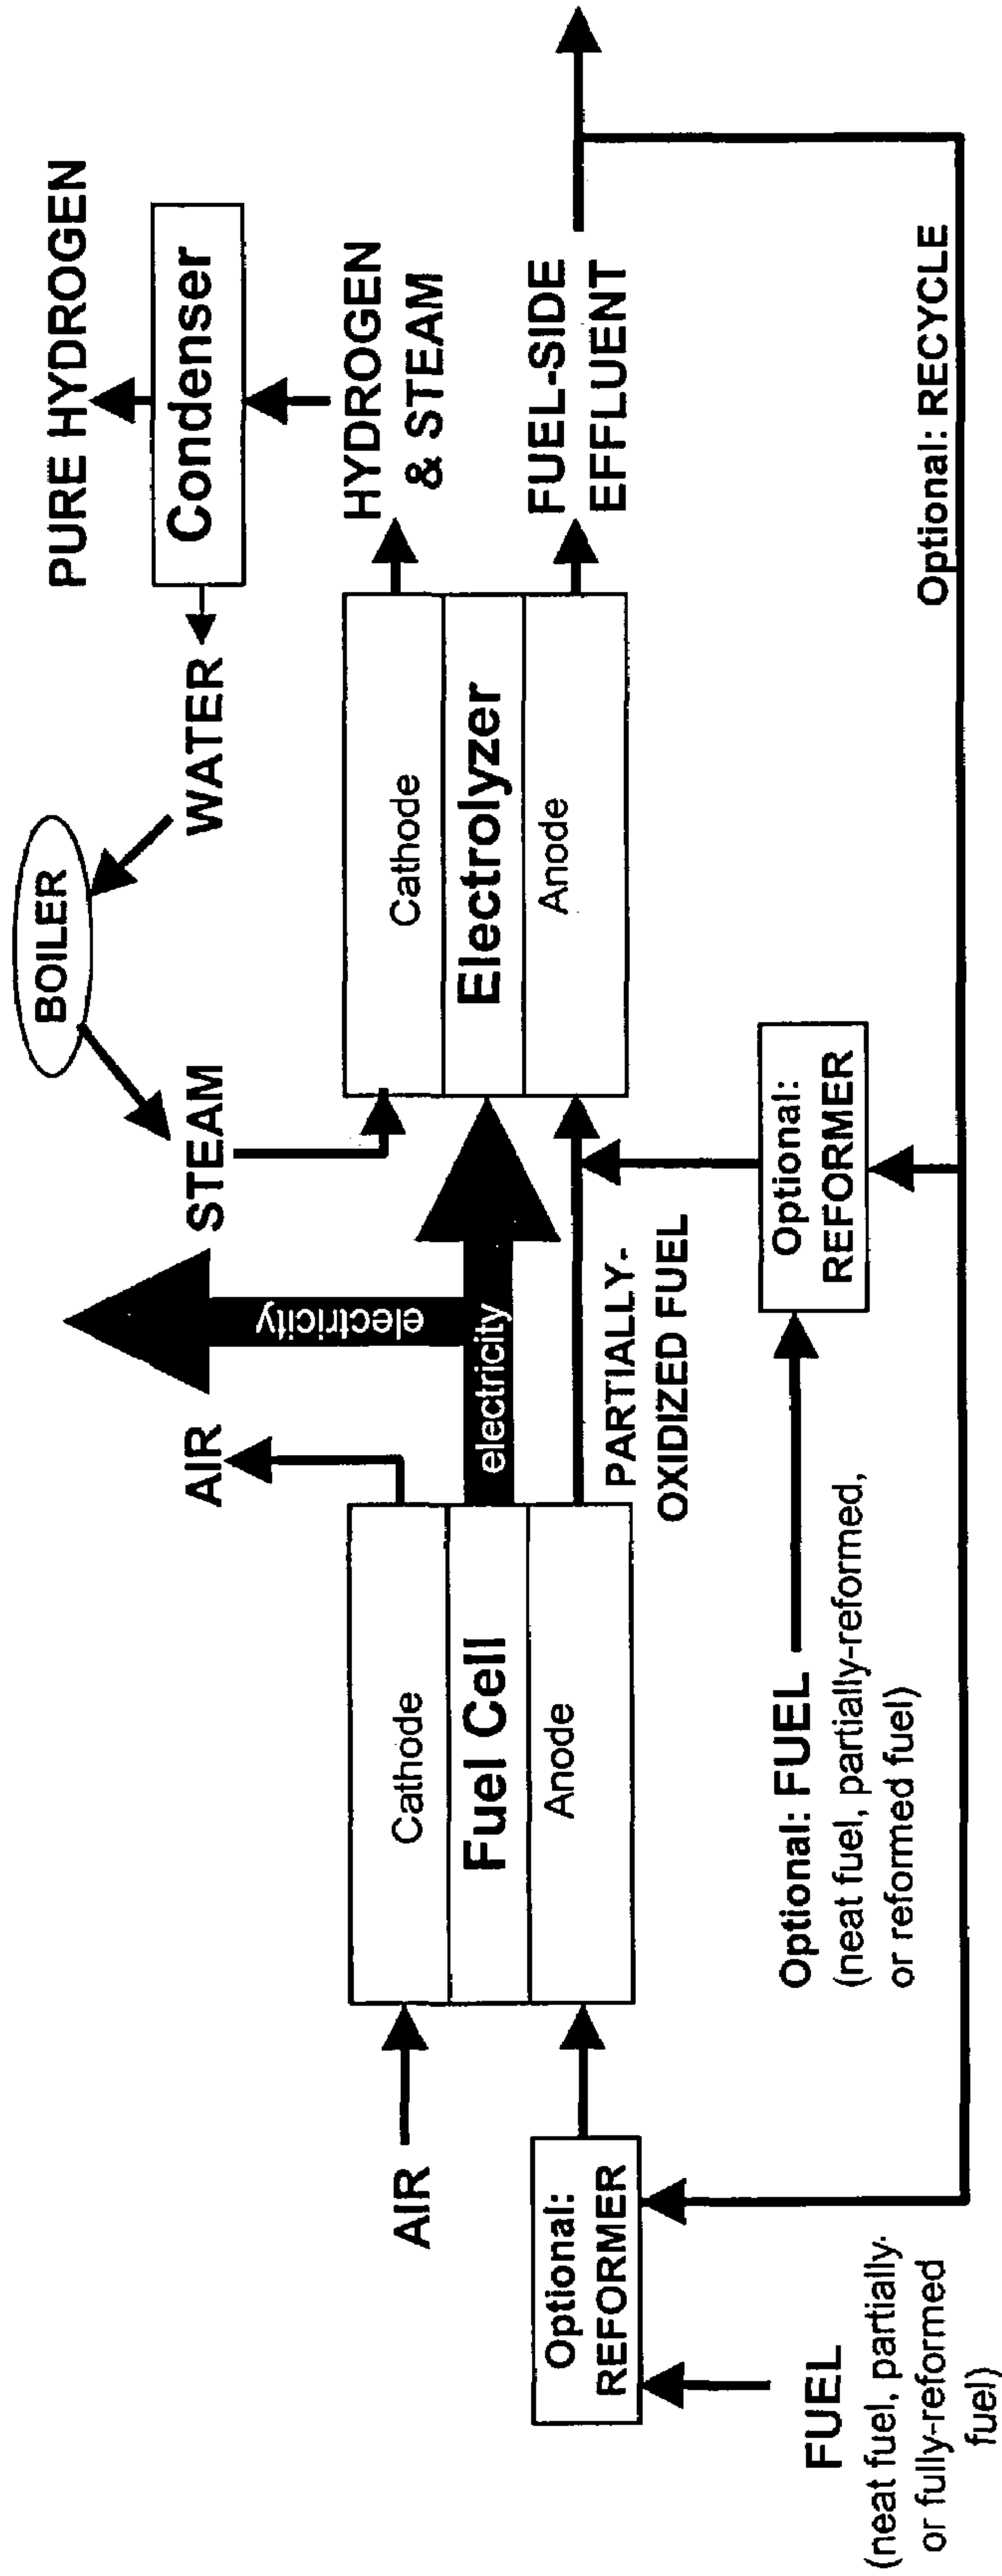 PURE HYDROGEN
BOILER
Condenser
WATER
STEAM
AIR
electricity
HYDROGEN
& STEAM
Cathode
Electrolyzer
Anode
FUEL-SIDE
EFFLUENT
electricity
Cathode
Fuel Cell
Anode
AIR
PARTIALLY-
OXIDIZED FUEL
Optional:
REFORMER
Optional:
REFORMER
Optional: FUEL
(neat fuel, partially-reformed,
or reformed fuel)
FUEL
(neat fuel, partially-
or fully-reformed
fuel)
Optional: RECYCLE